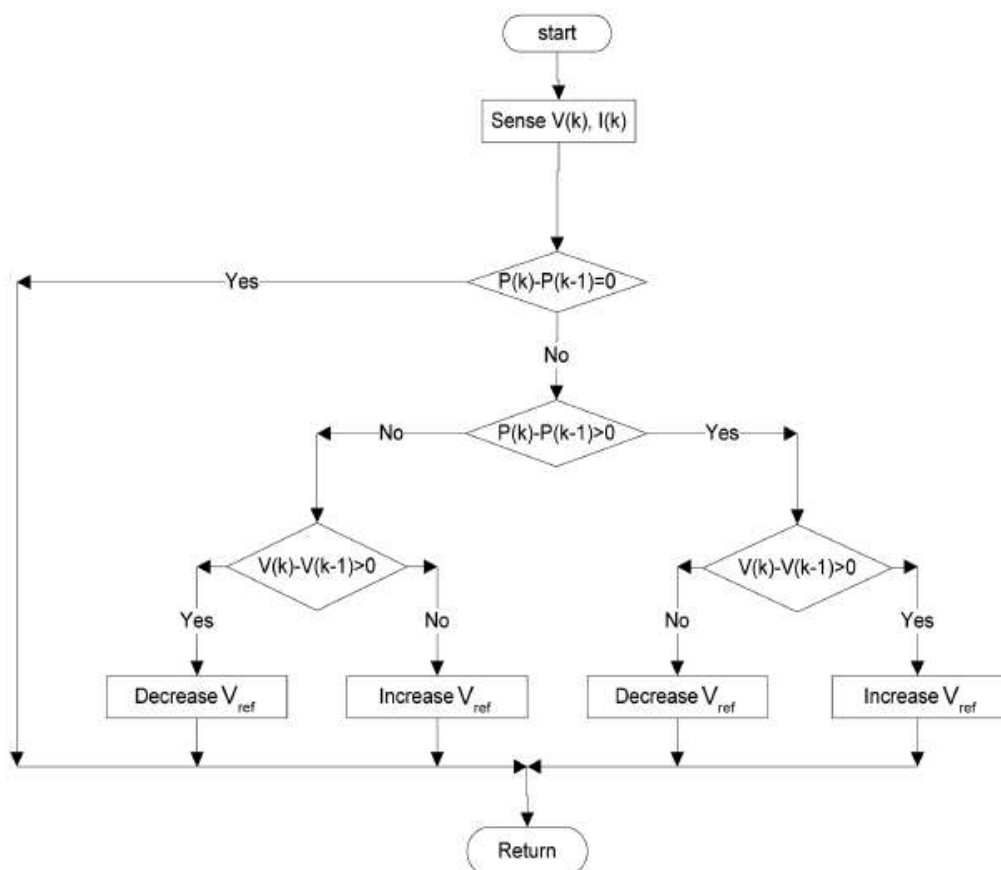 start
Sense V(k), I(k)
Yes
P(k)-P(k-1)=0
No
No
P(k)-P(k-1)>0
Yes
V(k)-V(k-1)>0
V(k)-V(k-1)>0
Yes
No
No
Yes
Decrease Vref
Increase Vref
Decrease Vref
Increase Vref
Return